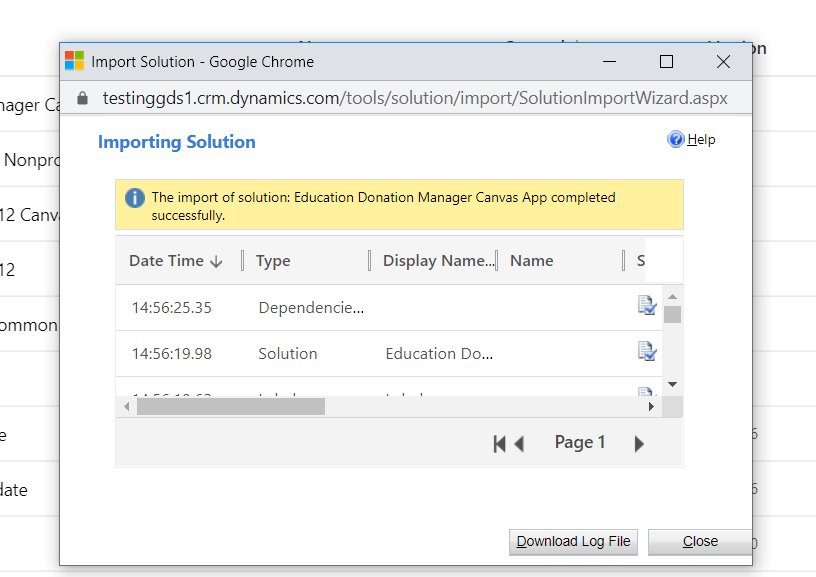 Import Solution - Google Chrome
testinggds1.crm.dynamics.com/tools/solution/import/SolutionImportWizard.aspx
Importing Solution
Help
The import of solution: Education Donation Manager Canvas App completed
successfully.
Date Time Type Display Name... Name S
14:56:25.35 Dependencie...
14:56:19.98 Solution Education Do...
Page 1
Download Log File Close
12